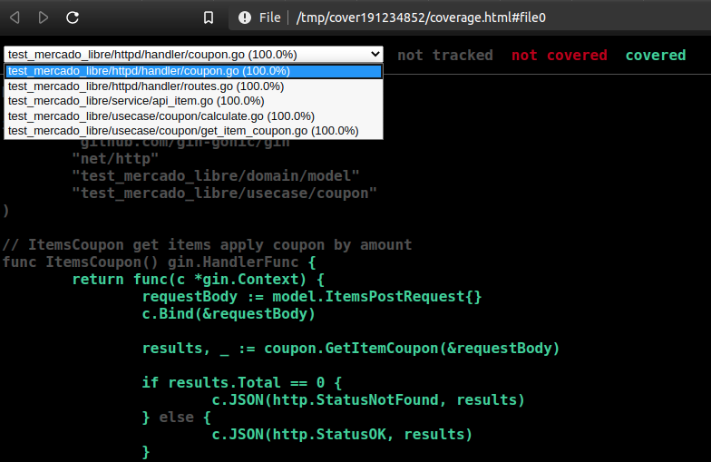 File | /tmp/cover191234852/coverage.html#file0
test_mercado_libre/httpd/handler/coupon.go (100.0%) not tracked not covered covered
test_mercado_libre/httpd/handler/coupon.go (100.0%)
test_mercado_libre/httpd/handler/routes.go (100.0%)
test_mercado_libre/service/api_item.go (100.0%)
test_mercado_libre/usecase/coupon/calculate.go (100.0%)
test_mercado_libre/usecase/coupon/get_item_coupon.go (100.0%)
"github.com/gin-gonic/gin"
"net/http"
"test_mercado_libre/domain/model"
"test_mercado_libre/usecase/coupon"
)
// ItemsCoupon get items apply coupon by amount
func ItemsCoupon() gin.HandlerFunc {
return func(c *gin.Context) {
requestBody := model.ItemsPostRequest{}
c.Bind(&requestBody)
results, _ := coupon.GetItemCoupon(&requestBody)
if results.Total == 0 {
c.JSON(http.StatusNotFound, results)
} else {
c.JSON(http.StatusOK, results)
}